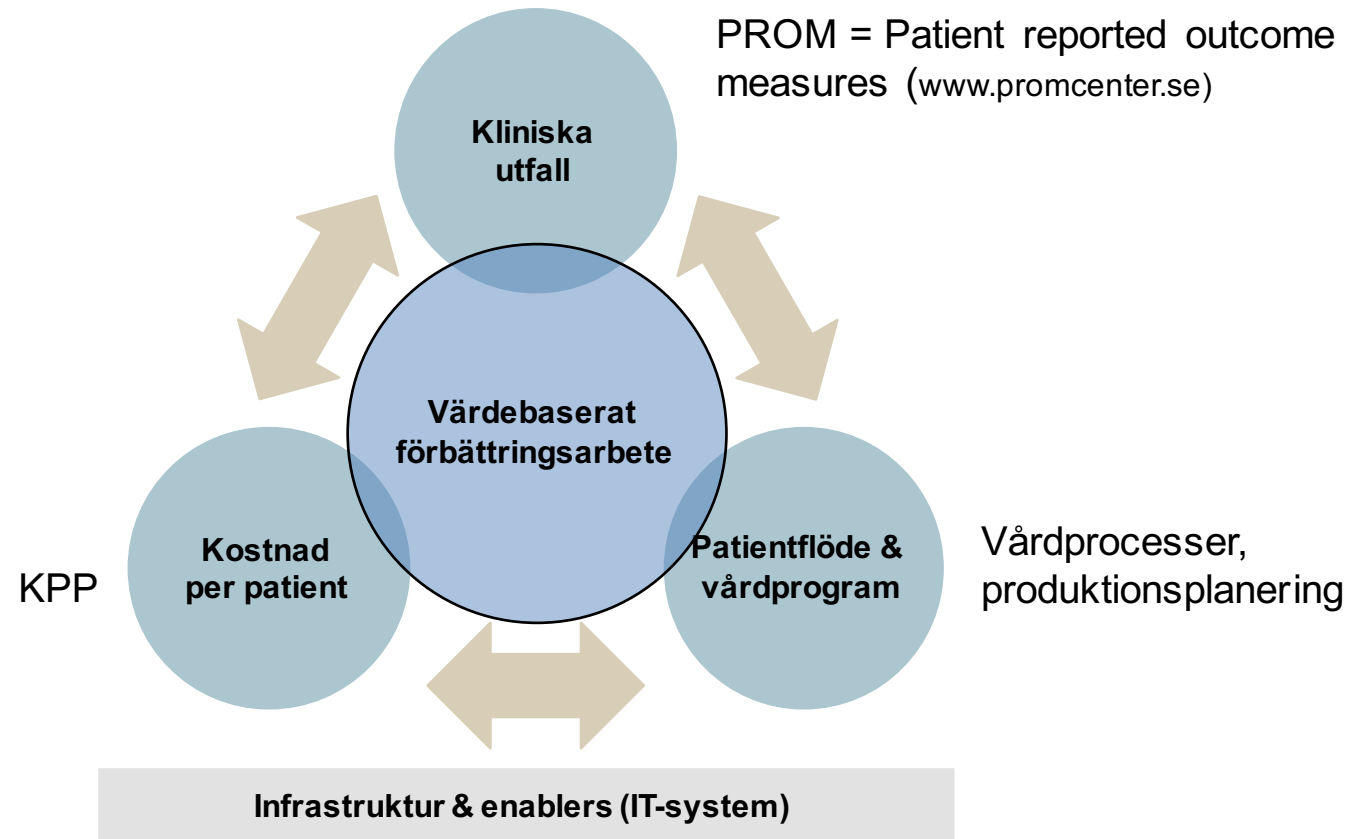 PROM = Patient reported outcome
measures (www.promcenter.se)
Kliniska
utfall
Värdebaserat
förbättringsarbete
KPP
Kostnad
per patient
Patientflöde &
vårdprogram
Vårdprocesser,
produktionsplanering
Infrastruktur & enablers (IT-system)